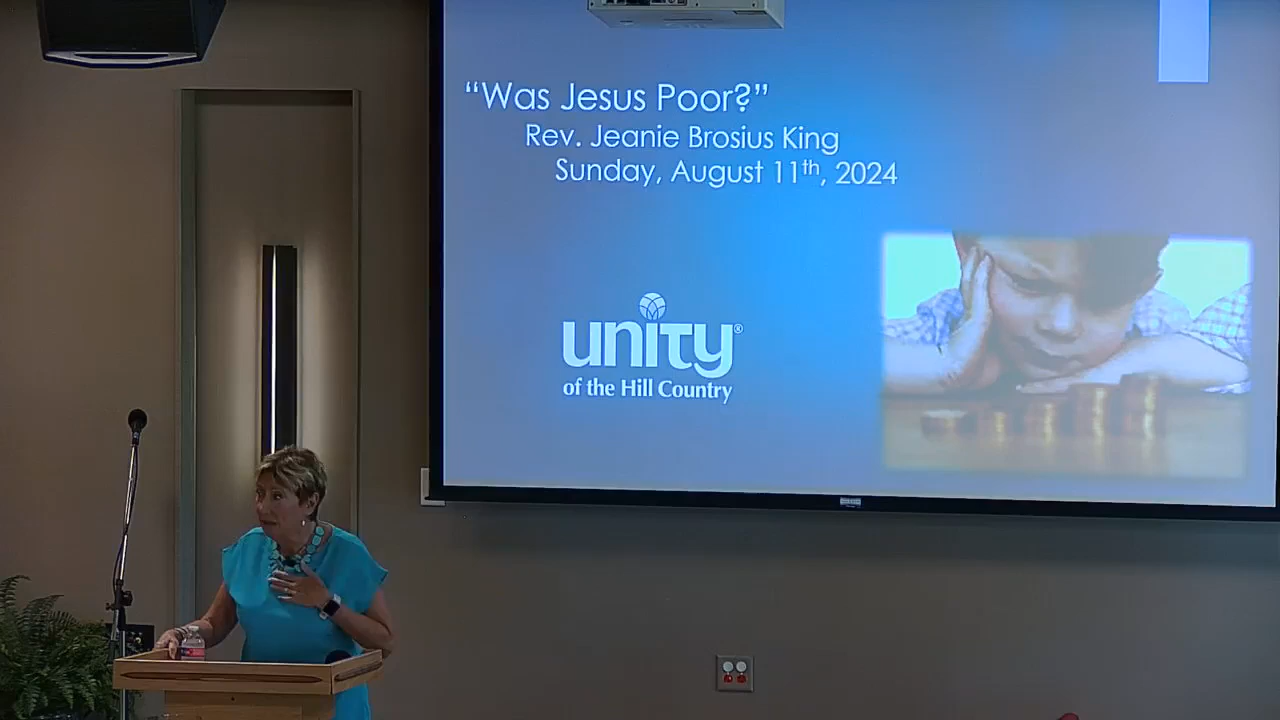 “Was Jesus Poor?”
Rev. Jeanie Brosius King
Sunday, August 11th, 2024
unity®
of the Hill Country